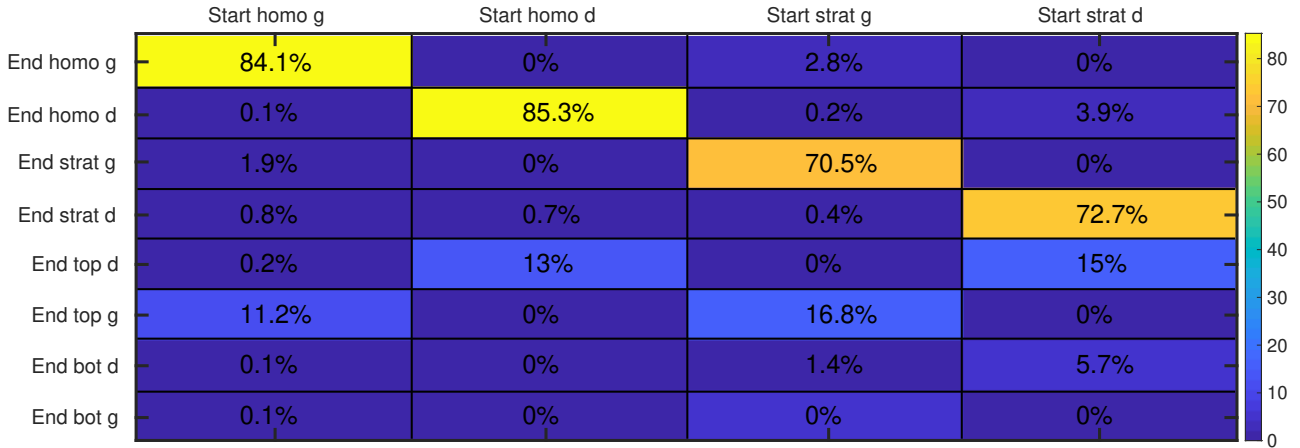 Start homo g Start homo d Start strat g Start strat d
End homo g 84.1% 0% 2.8% 0%
End homo d 0.1% 85.3% 0.2% 3.9%
End strat g 1.9% 0% 70.5% 0%
End strat d 0.8% 0.7% 0.4% 72.7%
End top d 0.2% 13% 0% 15%
End top g 11.2% 0% 16.8% 0%
End bot d 0.1% 0% 1.4% 5.7%
End bot g 0.1% 0% 0% 0%
80
70
60
50
40
30
20
10
0